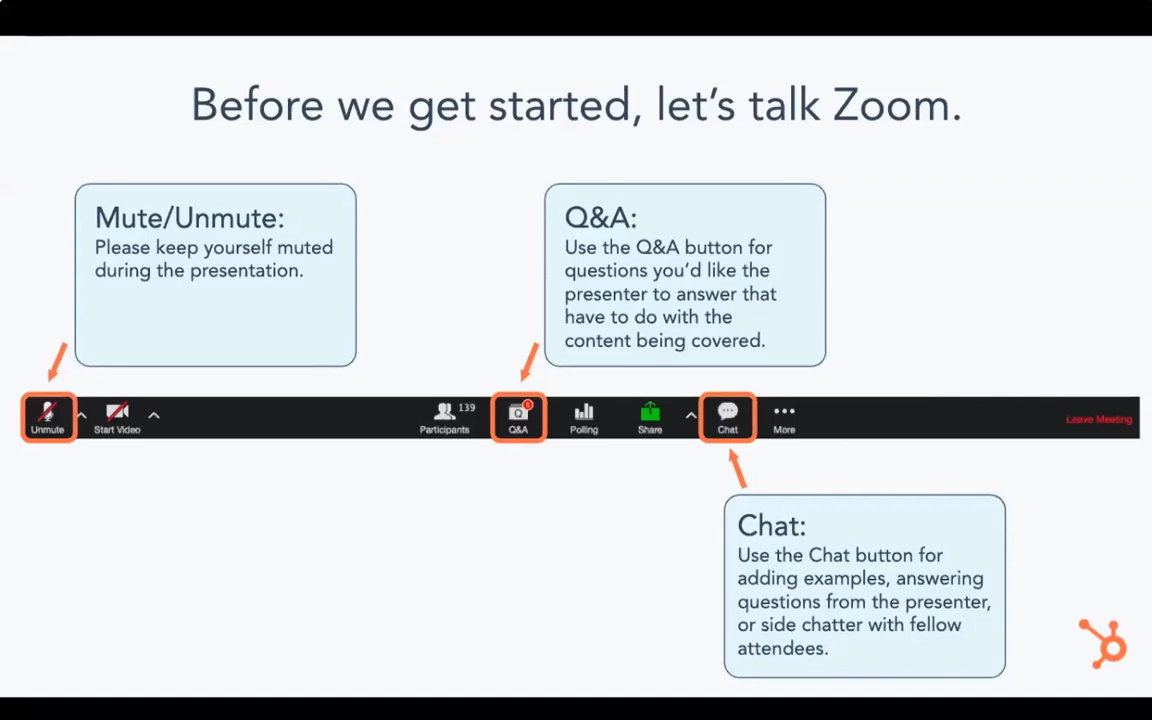 Before we get started, let's talk Zoom.
Mute/Unmute:
Please keep yourself muted
during the presentation.
Q&A:
Use the Q&A button for
questions you'd like the
presenter to answer that
have to do with the
content being covered.
Unmute
Start Video
139
Participants
Q
1
Q&A
Polling
Share
Chat
More
Leave Meeting
Chat:
Use the Chat button for
adding examples, answering
questions from the presenter,
or side chatter with fellow
attendees.